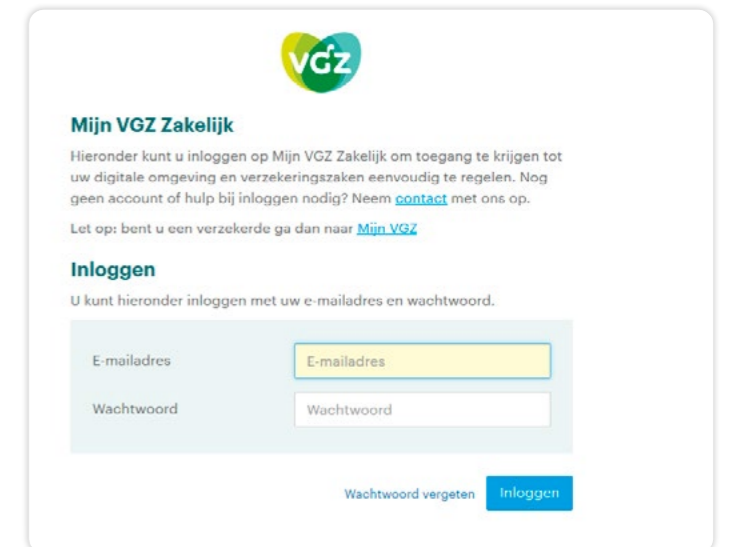 vgz
Mijn VGZ Zakelijk
Hieronder kunt u inloggen op Mijn VGZ Zakelijk om toegang te krijgen tot
uw digitale omgeving en verzekeringszaken eenvoudig te regelen. Nog
geen account of hulp bij inloggen nodig? Neem contact met ons op.
Let op: bent u een verzekerde ga dan naar Mijn VGZ
Inloggen
U kunt hieronder inloggen met uw e-mailadres en wachtwoord.
E-mailadres E-mailadres
Wachtwoord Wachtwoord
Wachtwoord vergeten Inloggen